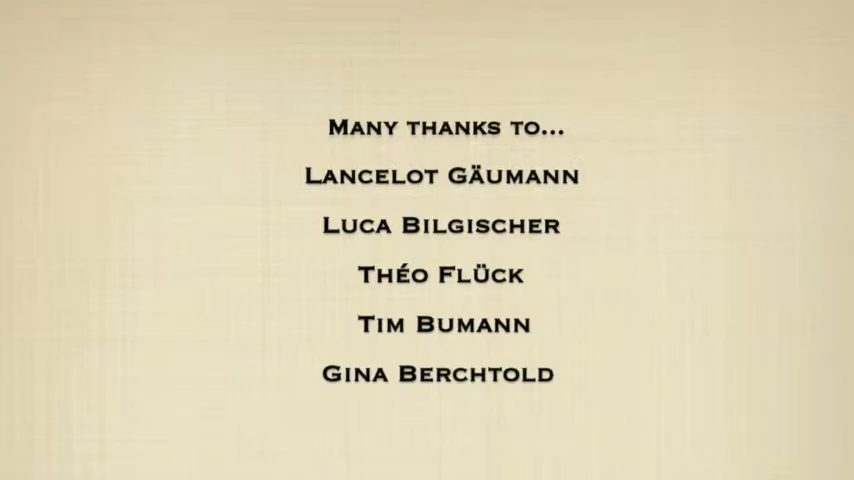 Many thanks to...
Lancelot Gäumann
Luca Bilgischer
Théo Flück
Tim Bumann
Gina Berchtold